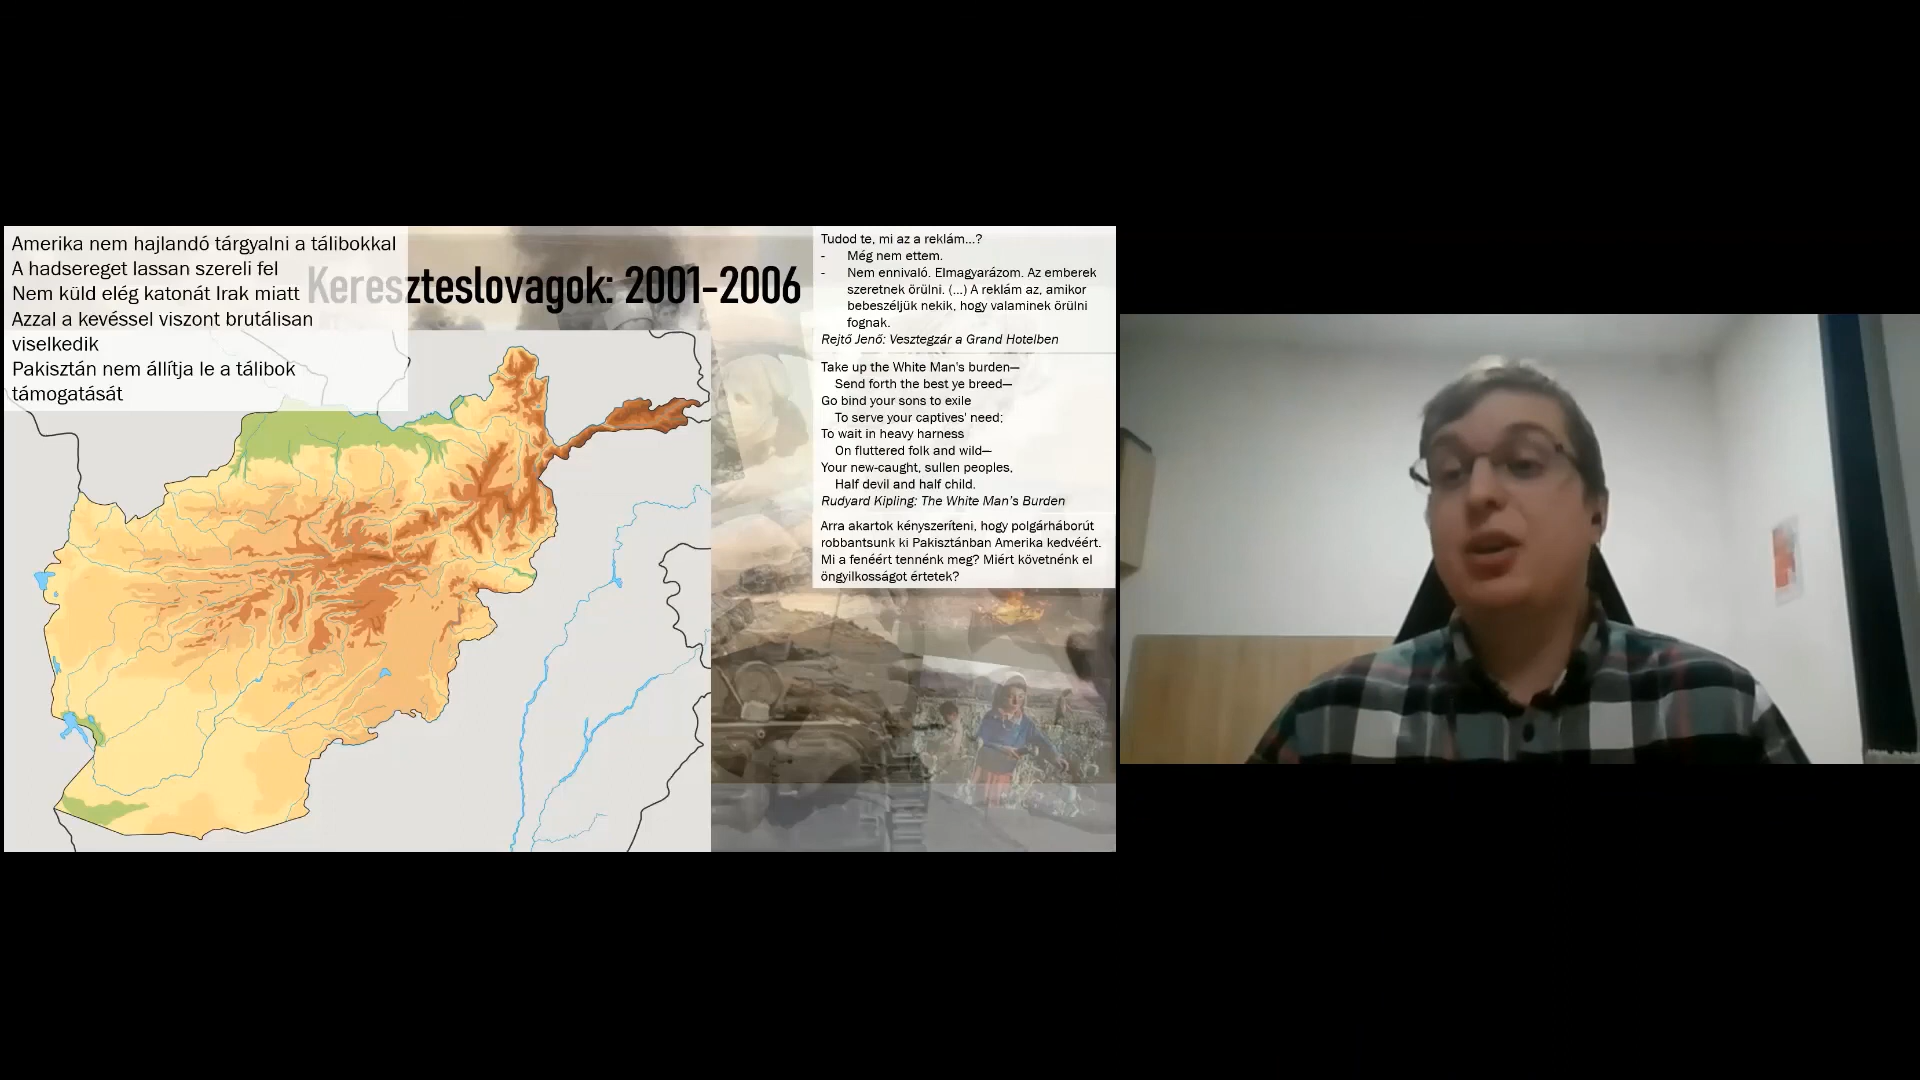 Amerika nem hajlandó tárgyalni a tálibokkal
A hadsereget lassan szereli fel
Nem küld elég katonát Irak miatt
Azzal a kevéssel viszont brutálisan
viselkedik
Pakisztán nem állítja le a tálibok
támogatását
Kereszteslovagok: 2001-2006
Tudod te, mi az a reklám...?
- Még nem ettem.
- Nem ennivaló. Elmagyarázom. Az emberek
szeretnek örülni. (...) A reklám az, amikor
bebeszéljük nekik, hogy valaminek örülni
fognak.
Rejtő Jenő: Vesztegzár a Grand Hotelben
Take up the White Man's burden—
Send forth the best ye breed—
Go bind your sons to exile
To serve your captives' need;
To wait in heavy harness
On fluttered folk and wild—
Your new-caught, sullen peoples,
Half devil and half child.
Rudyard Kipling: The White Man's Burden
Arra akartok kényszeríteni, hogy polgárháborút
robbantsunk ki Pakisztánban Amerika kedvéért.
Mi a fenéért tennénk meg? Miért követnénk el
öngyilkosságot értetek?